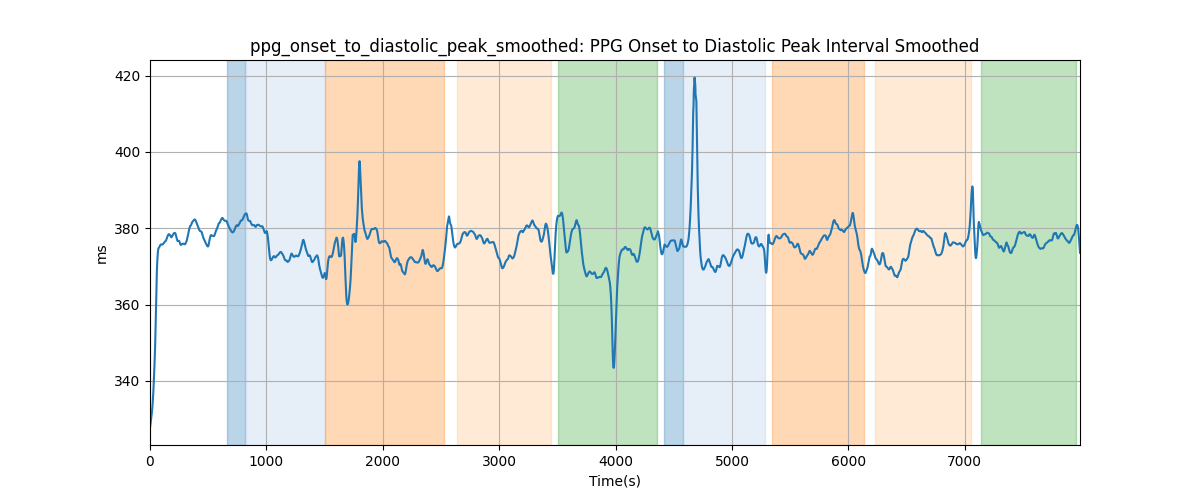 ppg_onset_to_diastolic_peak_smoothed: PPG Onset to Diastolic Peak Interval Smoothed
420
400
380
360
340
ms
0 1000 2000 3000 4000 5000 6000 7000
Time(s)